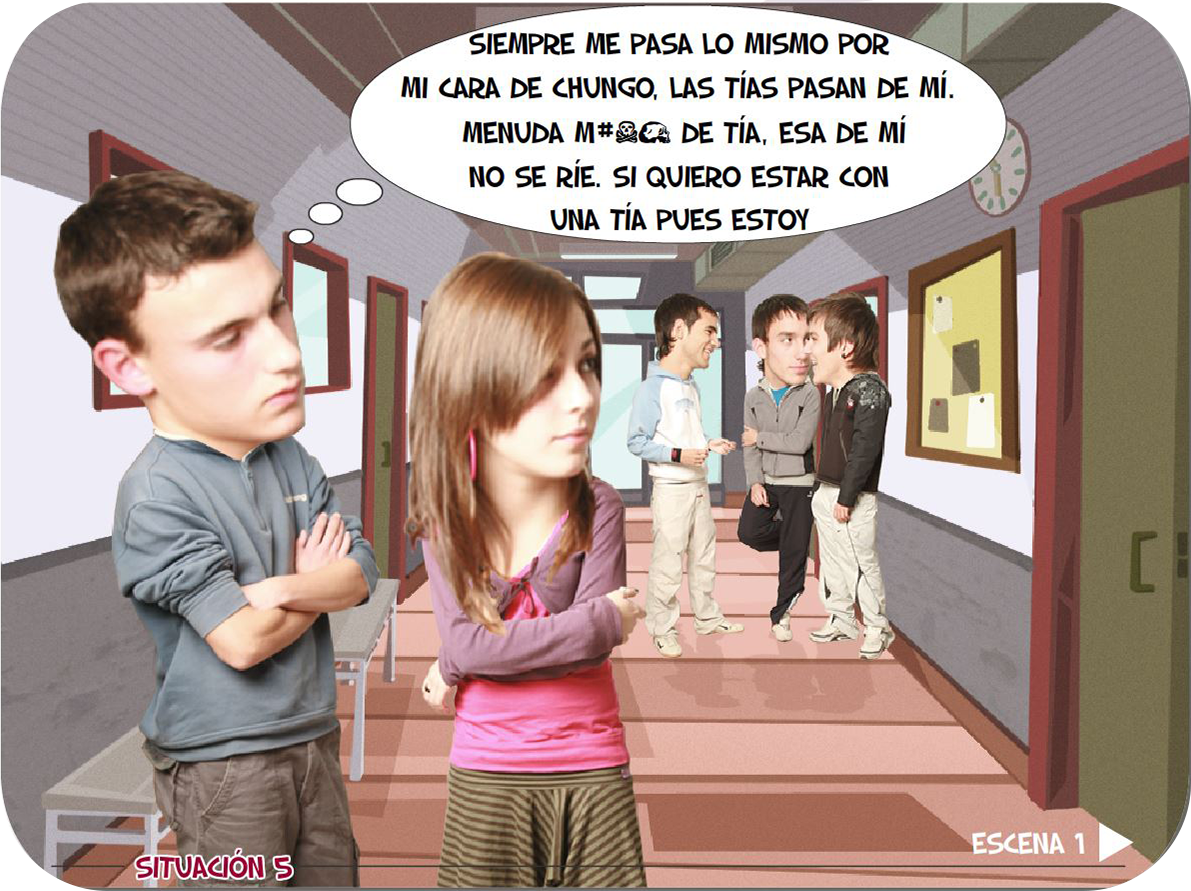 SIEMPRE ME PASA LO MISMO POR
MI CARA DE CHUNGO, LAS TÍAS PASAN DE MÍ.
MENUDA M#☠ DE TÍA, ESA DE MÍ
NO SE RÍE. SI QUIERO ESTAR CON
UNA TÍA PUES ESTOY
ESCENA 1
SITUACIÓN 5